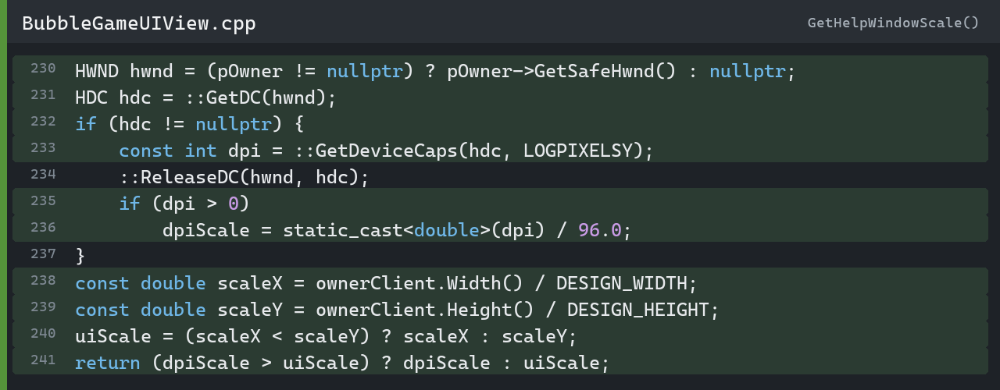 BubbleGameUIView.cpp
GetHelpWindowScale()
230 HWND hwnd = (pOwner != nullptr) ? pOwner->GetSafeHwnd() : nullptr;
231 HDC hdc = ::GetDC(hwnd);
232 if (hdc != nullptr) {
233     const int dpi = ::GetDeviceCaps(hdc, LOGPIXELSY);
234     ::ReleaseDC(hwnd, hdc);
235     if (dpi > 0)
236         dpiScale = static_cast<double>(dpi) / 96.0;
237 }
238 const double scaleX = ownerClient.Width() / DESIGN_WIDTH;
239 const double scaleY = ownerClient.Height() / DESIGN_HEIGHT;
240 uiScale = (scaleX < scaleY) ? scaleX : scaleY;
241 return (dpiScale > uiScale) ? dpiScale : uiScale;